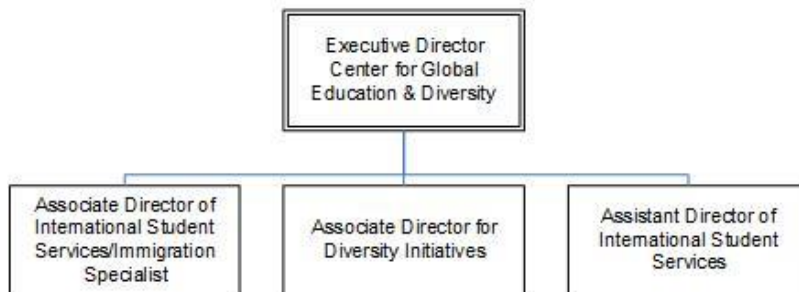 Executive Director
Center for Global
Education & Diversity
Associate Director of
International Student
Services/Immigration
Specialist
Associate Director for
Diversity Initiatives
Assistant Director of
International Student
Services